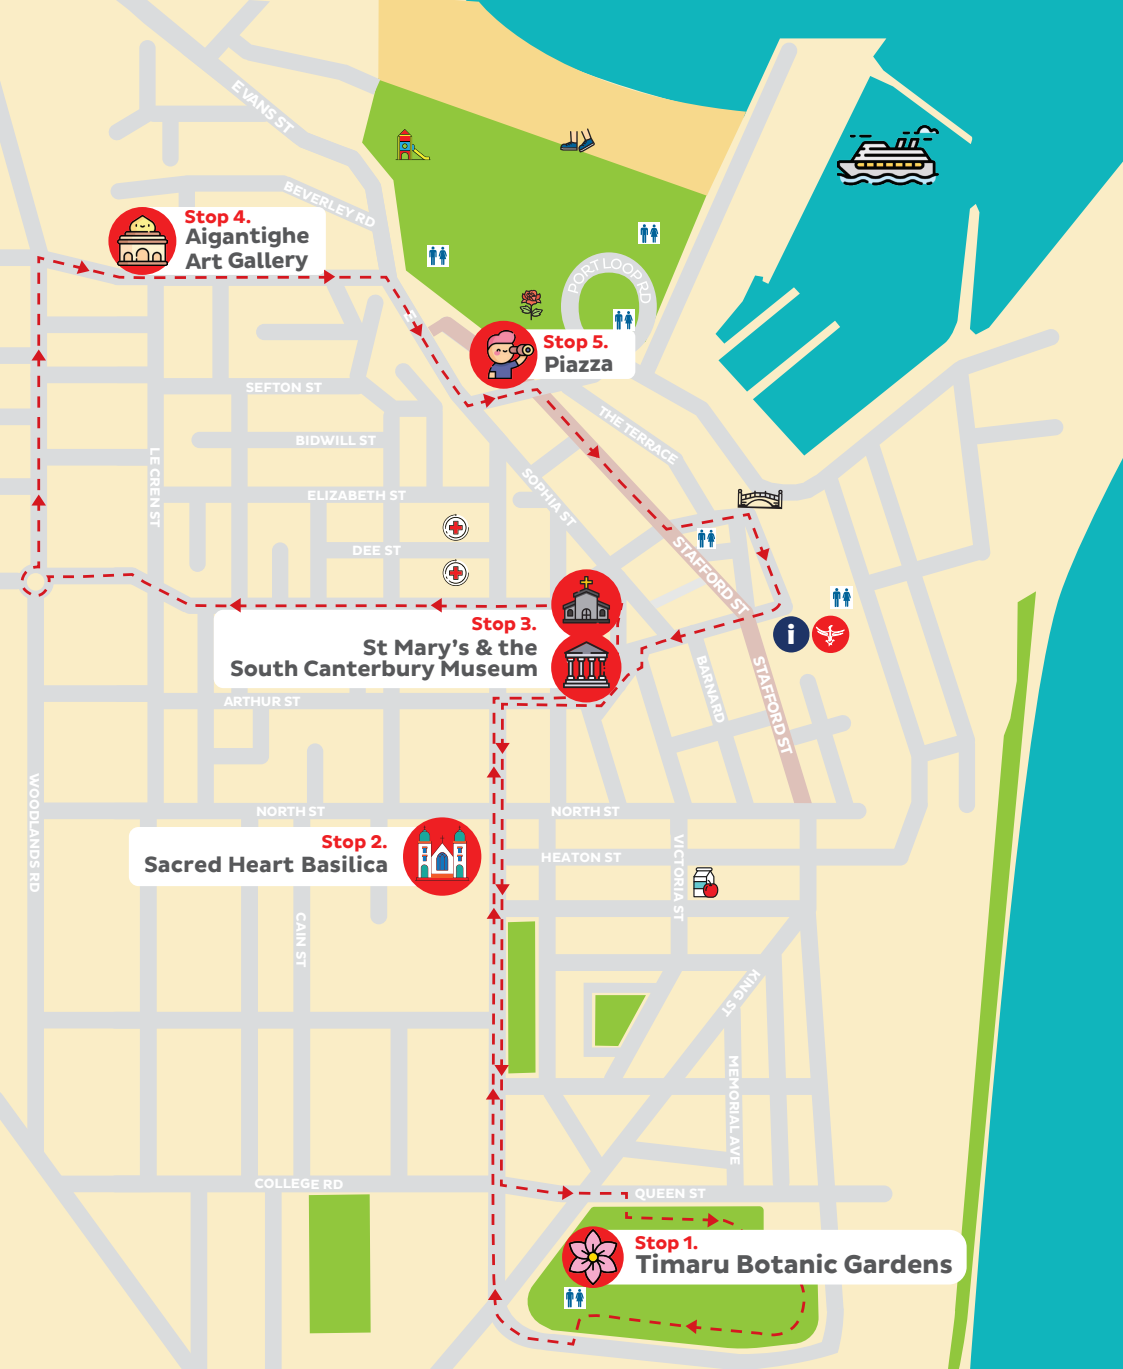 EVANS ST
BEVERLEY RD
Stop 4.
Aigantighe
Art Gallery
PORT LOOP RD
Stop 5.
Piazza
SEFTON ST
THE TERRACE
BIDWILL ST
LE CREN ST
ELIZABETH ST
SOPHIA ST
DEE ST
STAFFORD ST
i
Stop 3.
St Mary's & the
South Canterbury Museum
BARNARD
STAFFORD ST
ARTHUR ST
WOODLANDS RD
NORTH ST
NORTH ST
Stop 2.
Sacred Heart Basilica
HEATON ST
VICTORIA ST
CAIN ST
KING ST
MEMORIAL AVE
COLLEGE RD
QUEEN ST
Stop 1.
Timaru Botanic Gardens